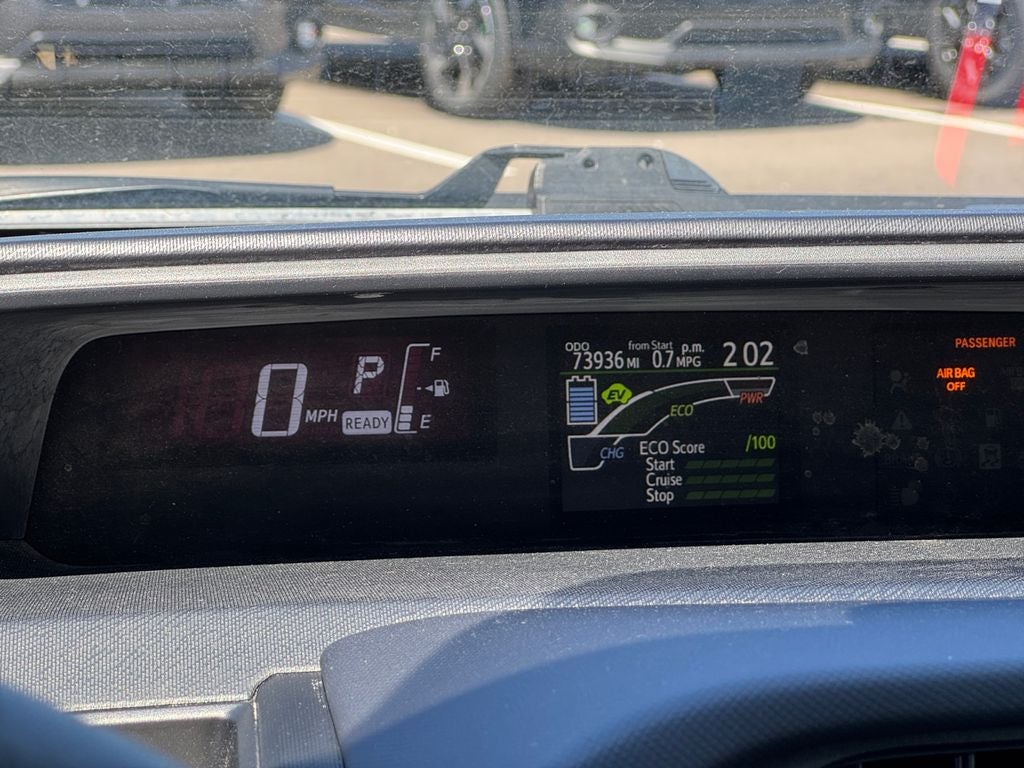 0 MPH
P
READY
F
E
ODO from Start p.m. 2 02
73936 MI 0.7 MPG
EV
PWR
ECO
CHG
ECO Score /100
Start
Cruise
Stop
PASSENGER
AIR BAG
OFF